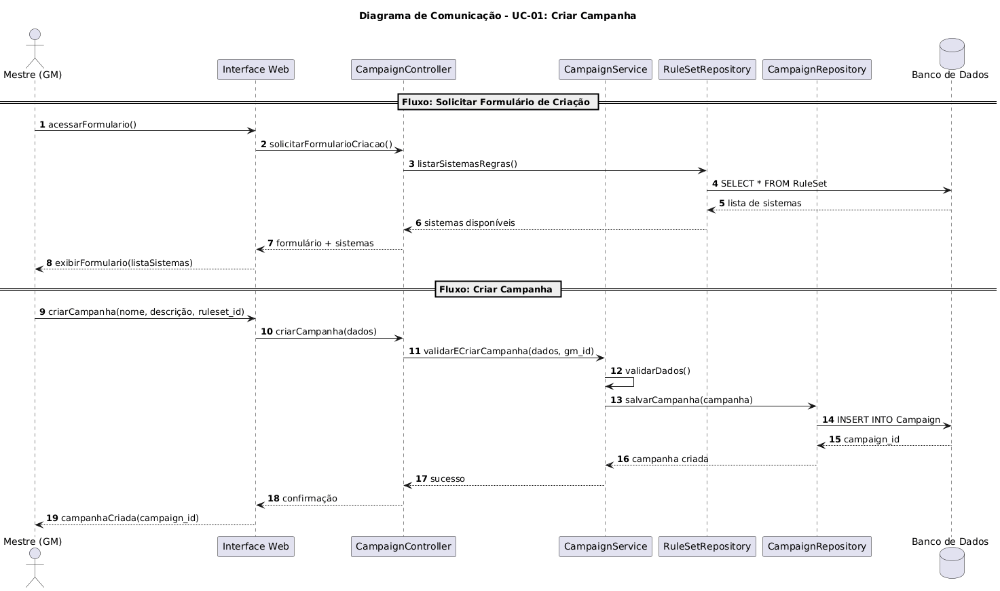 Diagrama de Comunicação - UC-01: Criar Campanha
Mestre (GM)
Interface Web
CampaignController
CampaignService
RuleSetRepository
CampaignRepository
Banco de Dados
Fluxo: Solicitar Formulário de Criação
1 acessarFormulario()
2 solicitarFormularioCriacao()
3 listarSistemasRegras()
4 SELECT * FROM RuleSet
5 lista de sistemas
6 sistemas disponíveis
7 formulário + sistemas
8 exibirFormulario(listaSistemas)
Fluxo: Criar Campanha
9 criarCampanha(nome, descrição, ruleset_id)
10 criarCampanha(dados)
11 validarECriarCampanha(dados, gm_id)
12 validarDados()
13 salvarCampanha(campanha)
14 INSERT INTO Campaign
15 campaign_id
16 campanha criada
17 sucesso
18 confirmação
19 campanhaCriada(campaign_id)
Mestre (GM)
Interface Web
CampaignController
CampaignService
RuleSetRepository
CampaignRepository
Banco de Dados